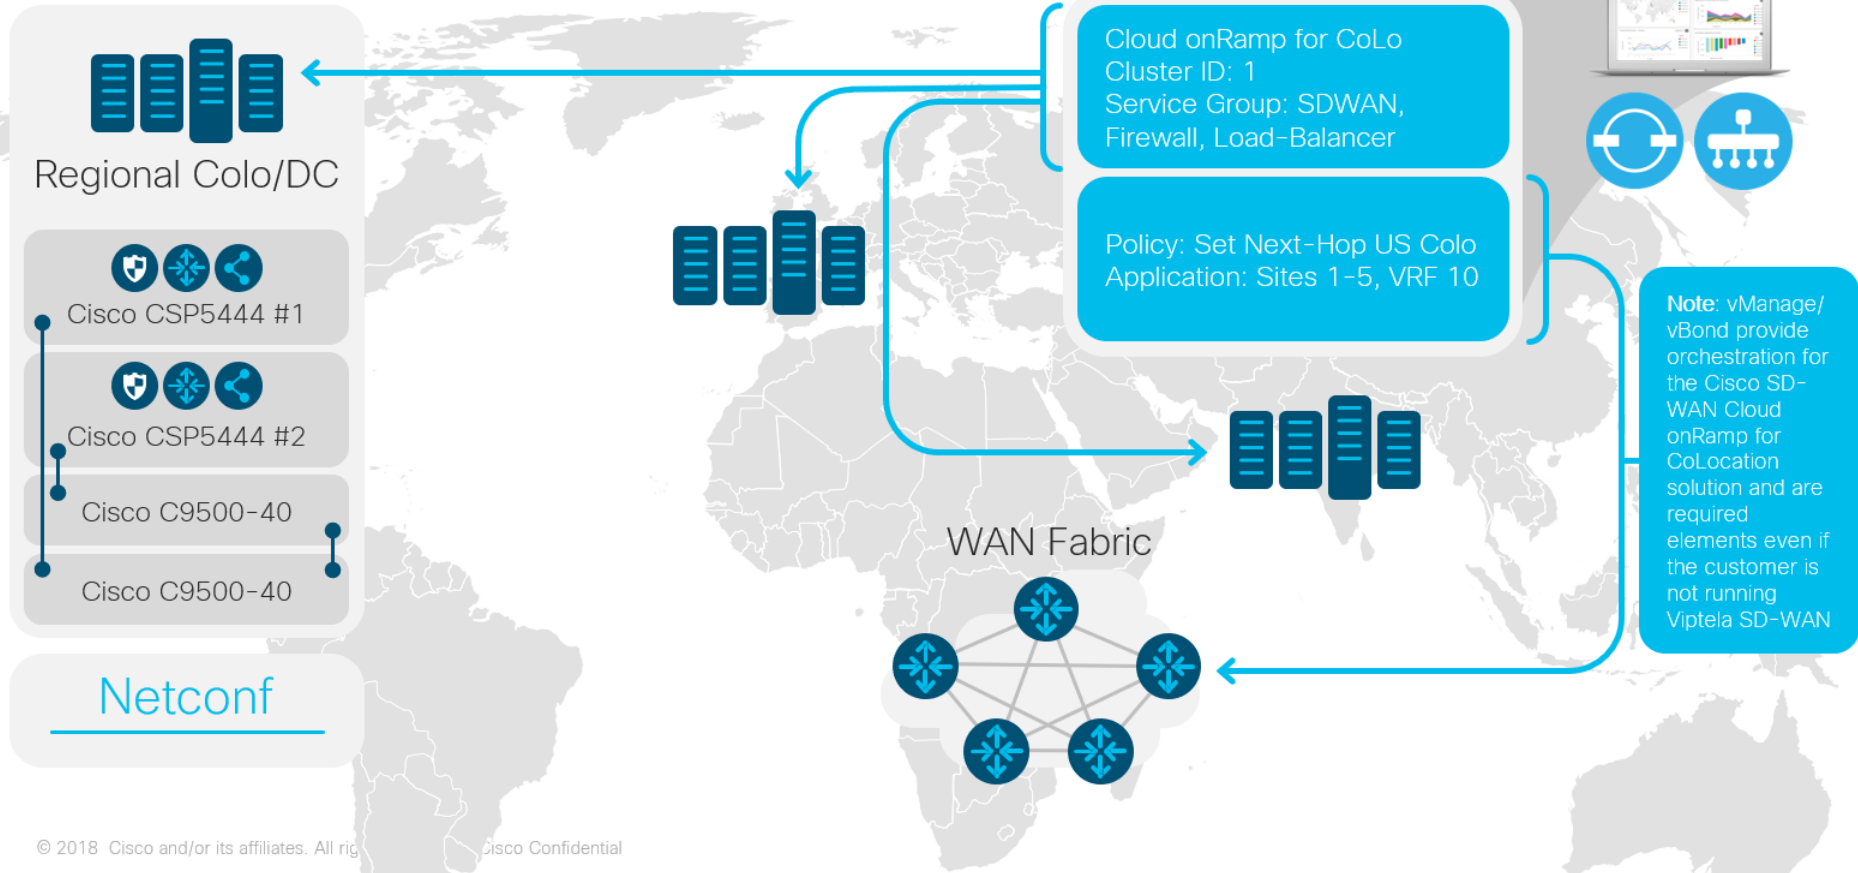 Regional Colo/DC
Cisco CSP5444 #1
Cisco CSP5444 #2
Cisco C9500-40
Cisco C9500-40
Netconf
Cloud onRamp for CoLo
Cluster ID: 1
Service Group: SDWAN,
Firewall, Load-Balancer
Policy: Set Next-Hop US Colo
Application: Sites 1-5, VRF 10
Note: vManage/
vBond provide
orchestration for
the Cisco SD-
WAN Cloud
onRamp for
CoLocation
solution and are
required
elements even if
the customer is
not running
Viptela SD-WAN
WAN Fabric
© 2018 Cisco and/or its affiliates. All Cisco Confidential